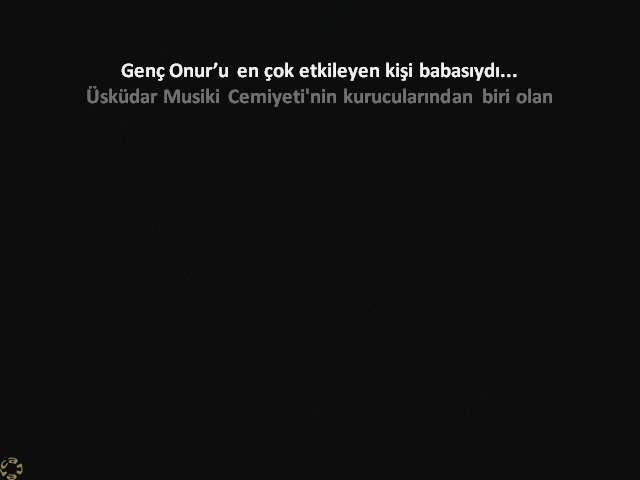 Genç Onur’u en çok etkileyen kişi babasıydı...
Üsküdar Musiki Cemiyeti'nin kurucularından biri olan